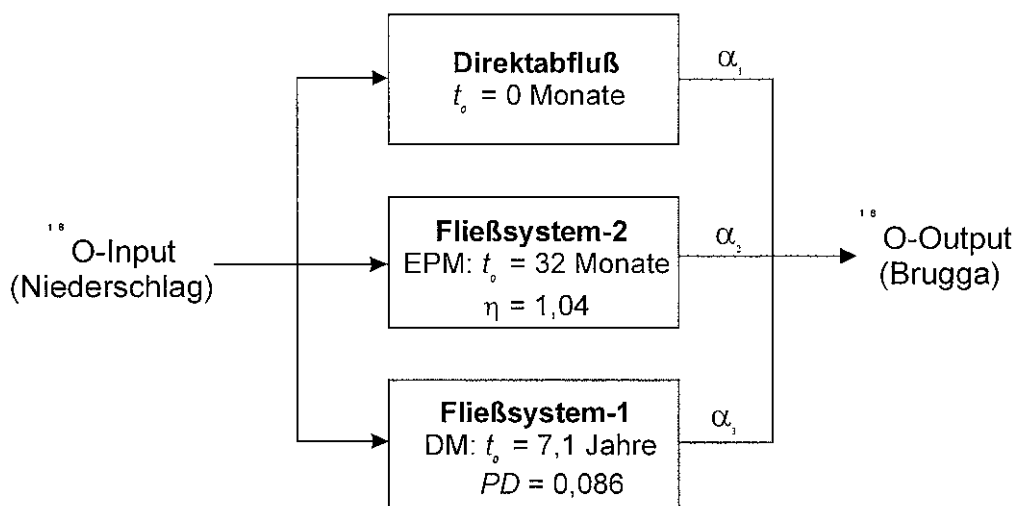 Direktabfluß
t₀ = 0 Monate
α₁
¹⁸O-Input
(Niederschlag)
Fließsystem-2
EPM: t₀ = 32 Monate
η = 1,04
α₂
¹⁸O-Output
(Brugga)
Fließsystem-1
DM: t₀ = 7,1 Jahre
PD = 0,086
α₃